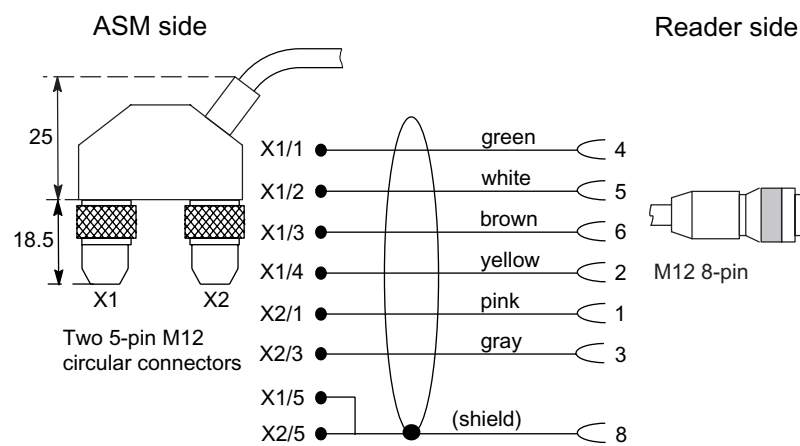 ASM side
Reader side
25
18.5
X1
X2
Two 5-pin M12
circular connectors
X1/1 green 4
X1/2 white 5
X1/3 brown 6
X1/4 yellow 2
X2/1 pink 1
X2/3 gray 3
X1/5
X2/5 (shield) 8
M12 8-pin